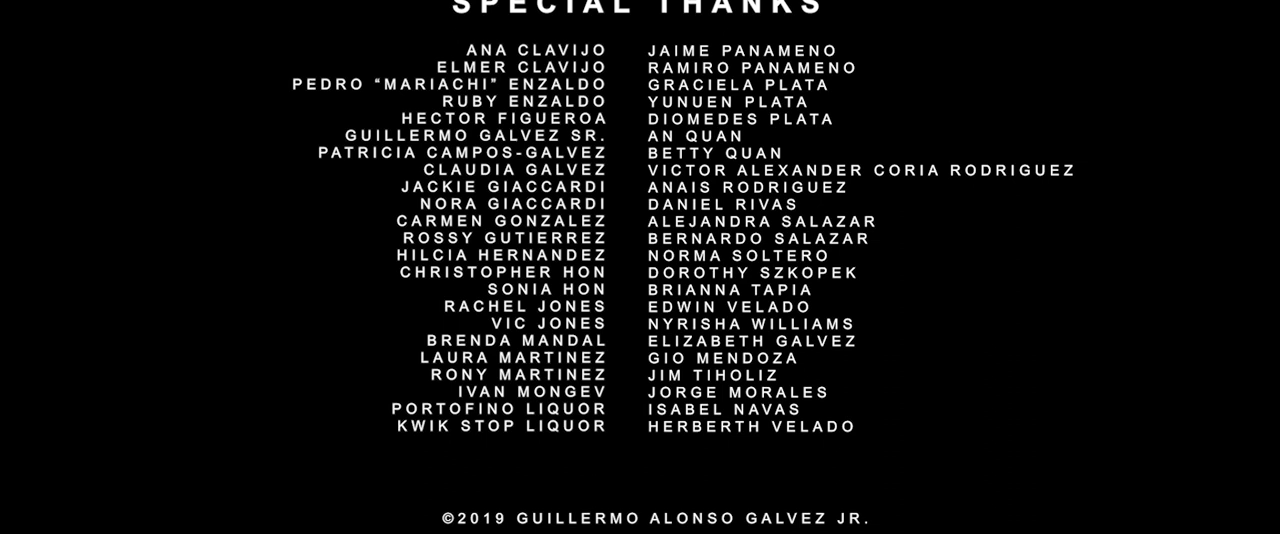 SPECIAL THANKS
ANA CLAVIJO JAIME PANAMENO
ELMER CLAVIJO RAMIRO PANAMENO
PEDRO “MARIACHI” ENZALDO GRACIELA PLATA
RUBY ENZALDO YUNUEN PLATA
HECTOR FIGUEROA DIOMEDES PLATA
GUILLERMO GALVEZ SR. AN QUAN
PATRICIA CAMPOS-GALVEZ BETTY QUAN
CLAUDIA GALVEZ VICTOR ALEXANDER CORIA RODRIGUEZ
JACKIE GIACCARDI ANAIS RODRIGUEZ
NORA GIACCARDI DANIEL RIVAS
CARMEN GONZALEZ ALEJANDRA SALAZAR
ROSSY GUTIERREZ BERNARDO SALAZAR
HILCIA HERNANDEZ NORMA SOLTERO
CHRISTOPHER HON DOROTHY SZKOPEK
SONIA HON BRIANNA TAPIA
RACHEL JONES EDWIN VELADO
VIC JONES NYRISHA WILLIAMS
BRENDA MANDAL ELIZABETH GALVEZ
LAURA MARTINEZ GIO MENDOZA
RONY MARTINEZ JIM TIHOLIZ
IVAN MONGEV JORGE MORALES
PORTOFINO LIQUOR ISABEL NAVAS
KWIK STOP LIQUOR HERBERTH VELADO
©2019 GUILLERMO ALONSO GALVEZ JR.